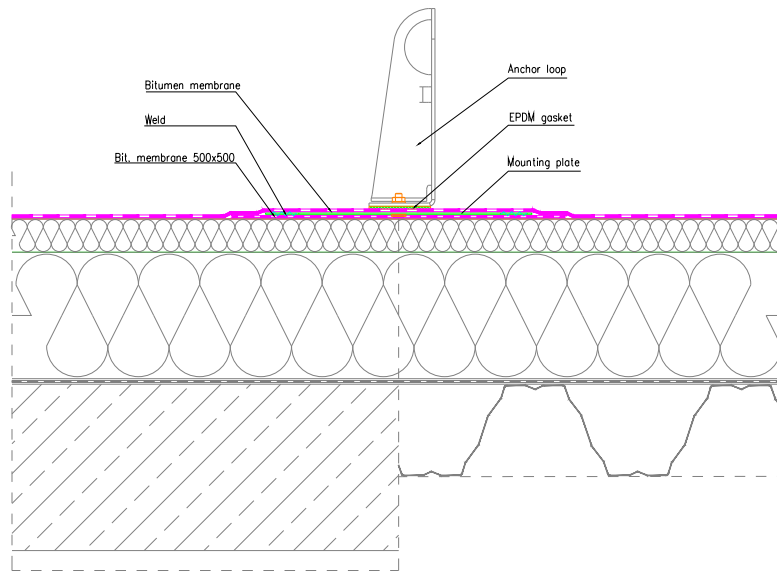 Anchor loop
Bitumen membrane
Weld
EPDM gasket
Bit. membrane 500x500
Mounting plate